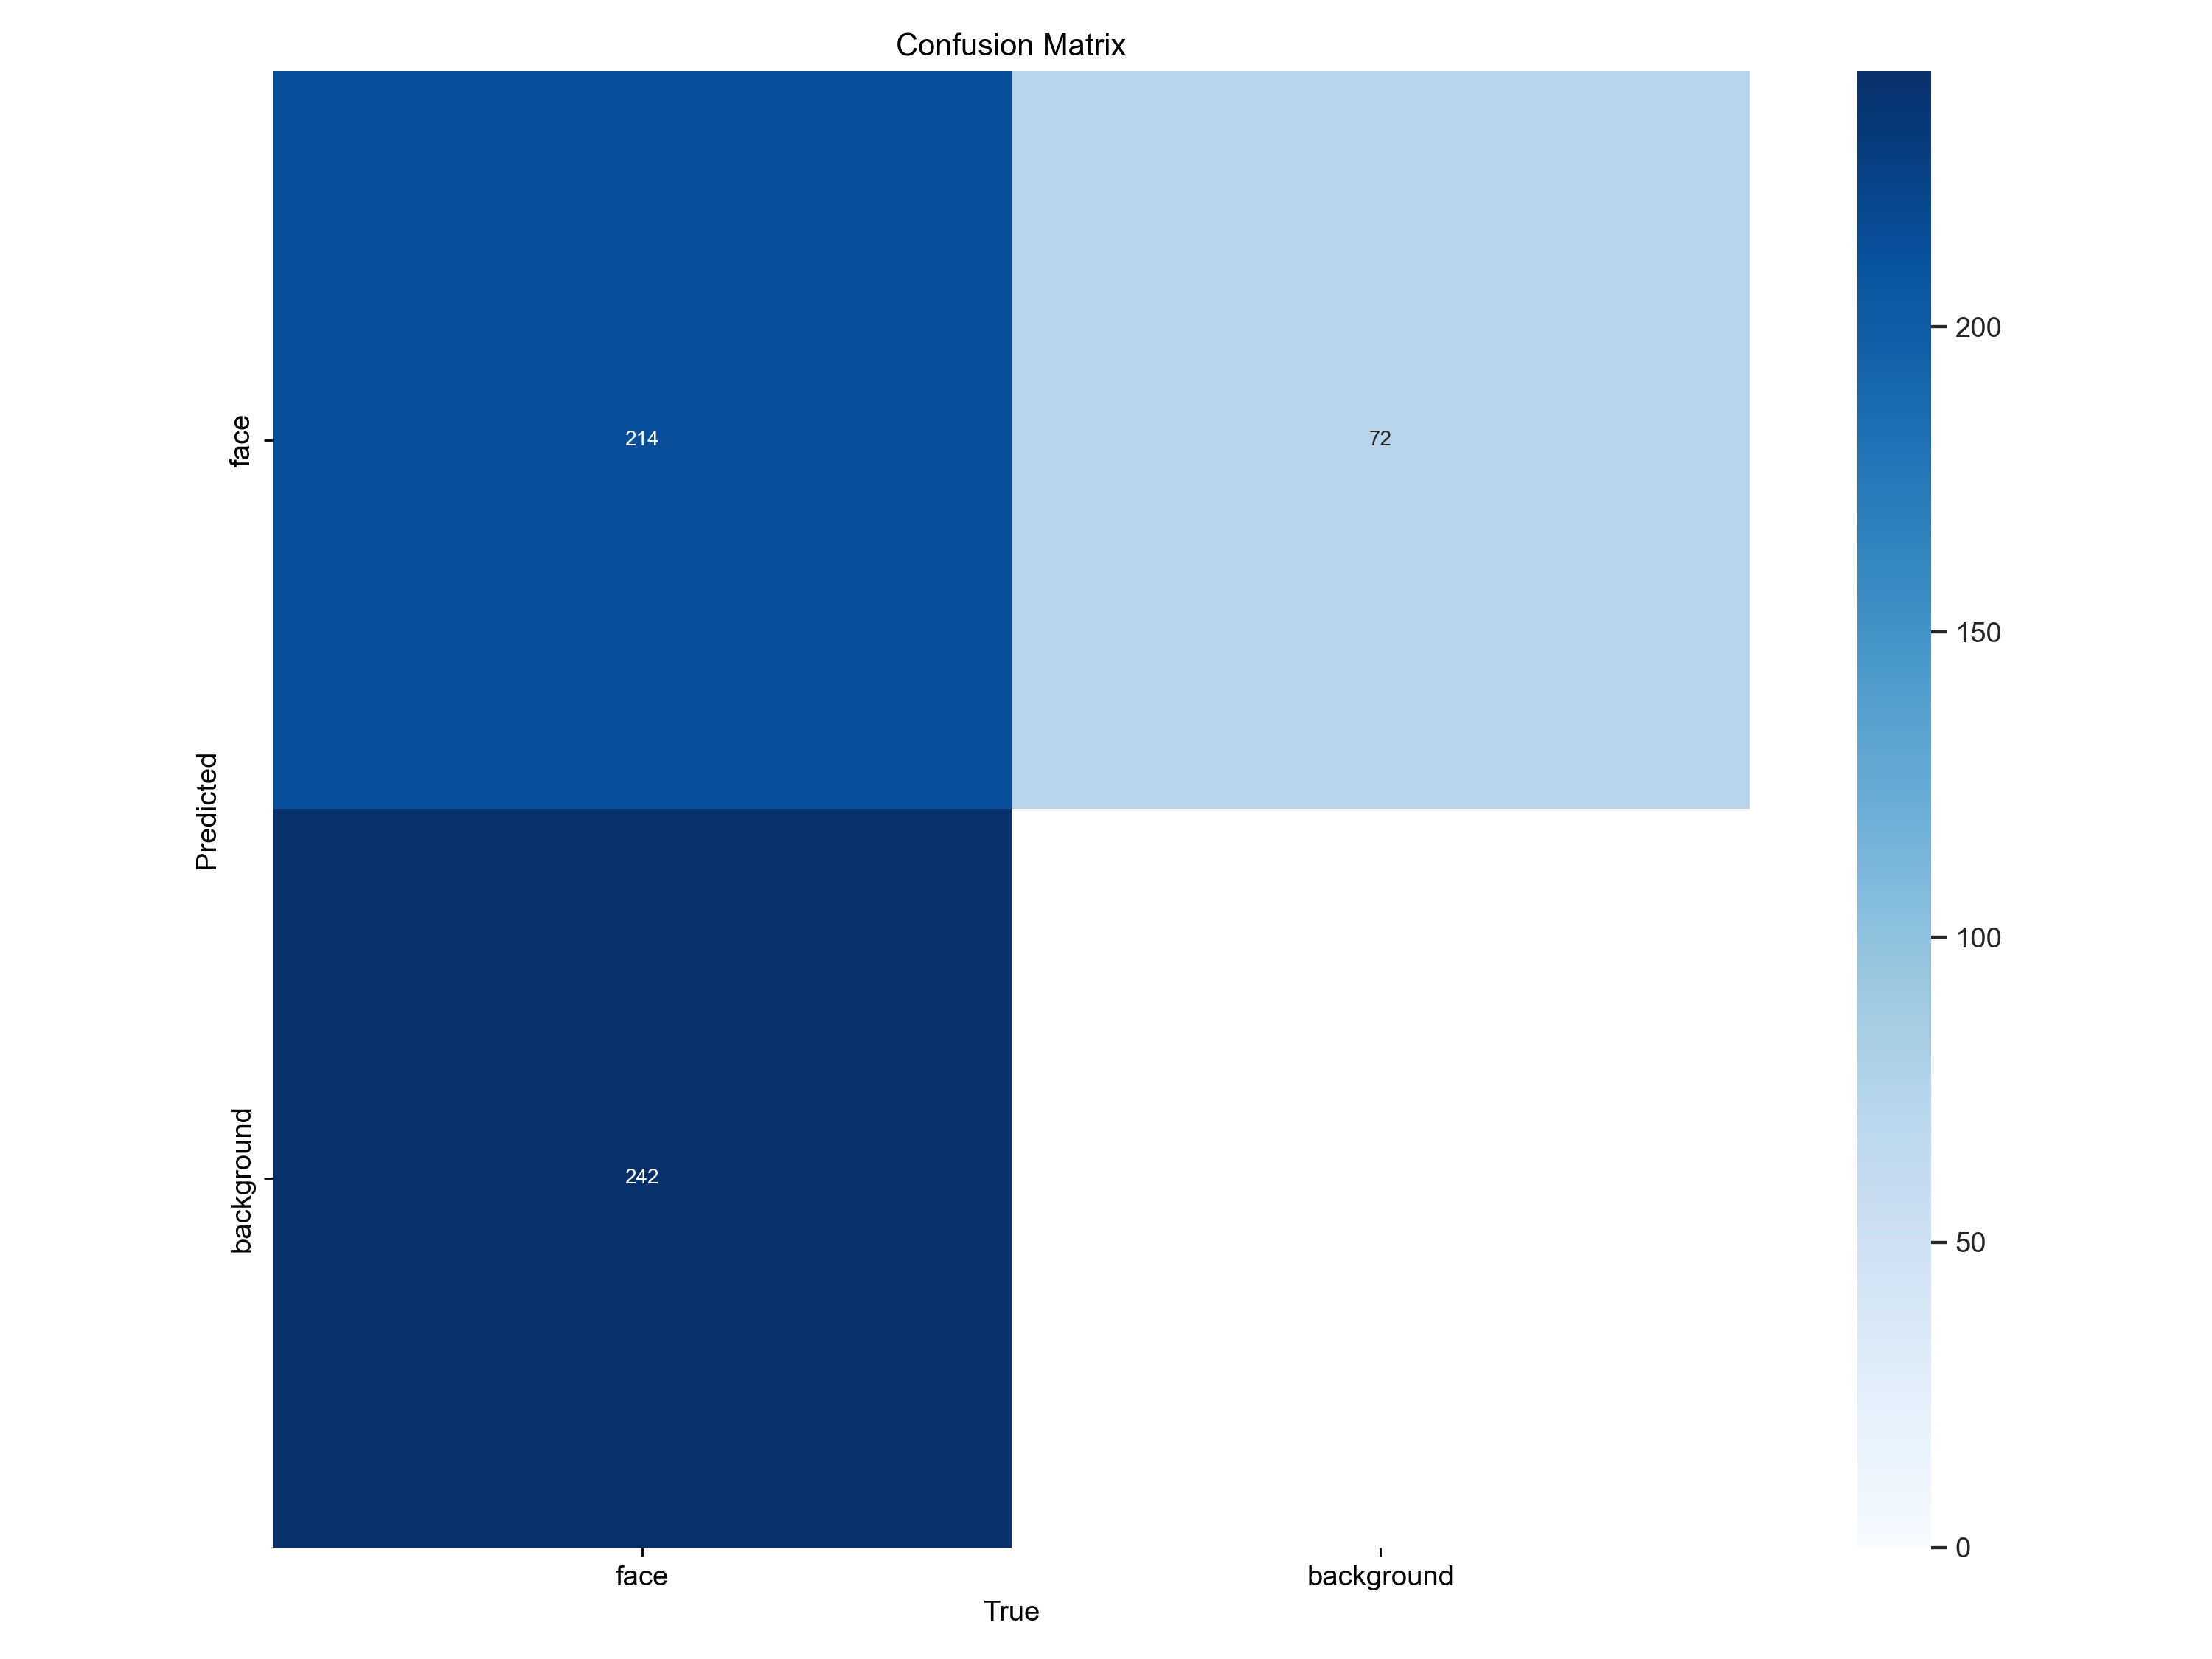 Confusion Matrix
face
214
72
200
150
Predicted
100
background
242
50
0
face
background
True